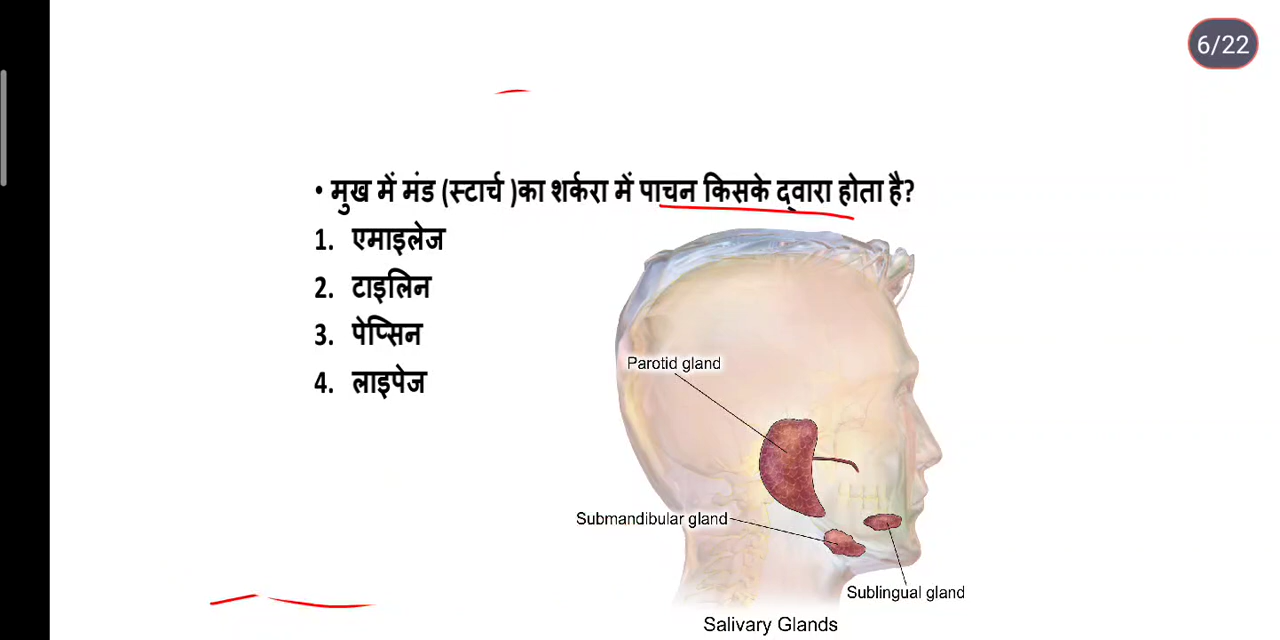 6/22
• मुख में मंड (स्टार्च )का शर्करा में पाचन किसके द्वारा होता है?
1. एमाइलेज
2. टाइलिन
3. पेप्सिन
4. लाइपेज
Parotid gland
Submandibular gland
Sublingual gland
Salivary Glands